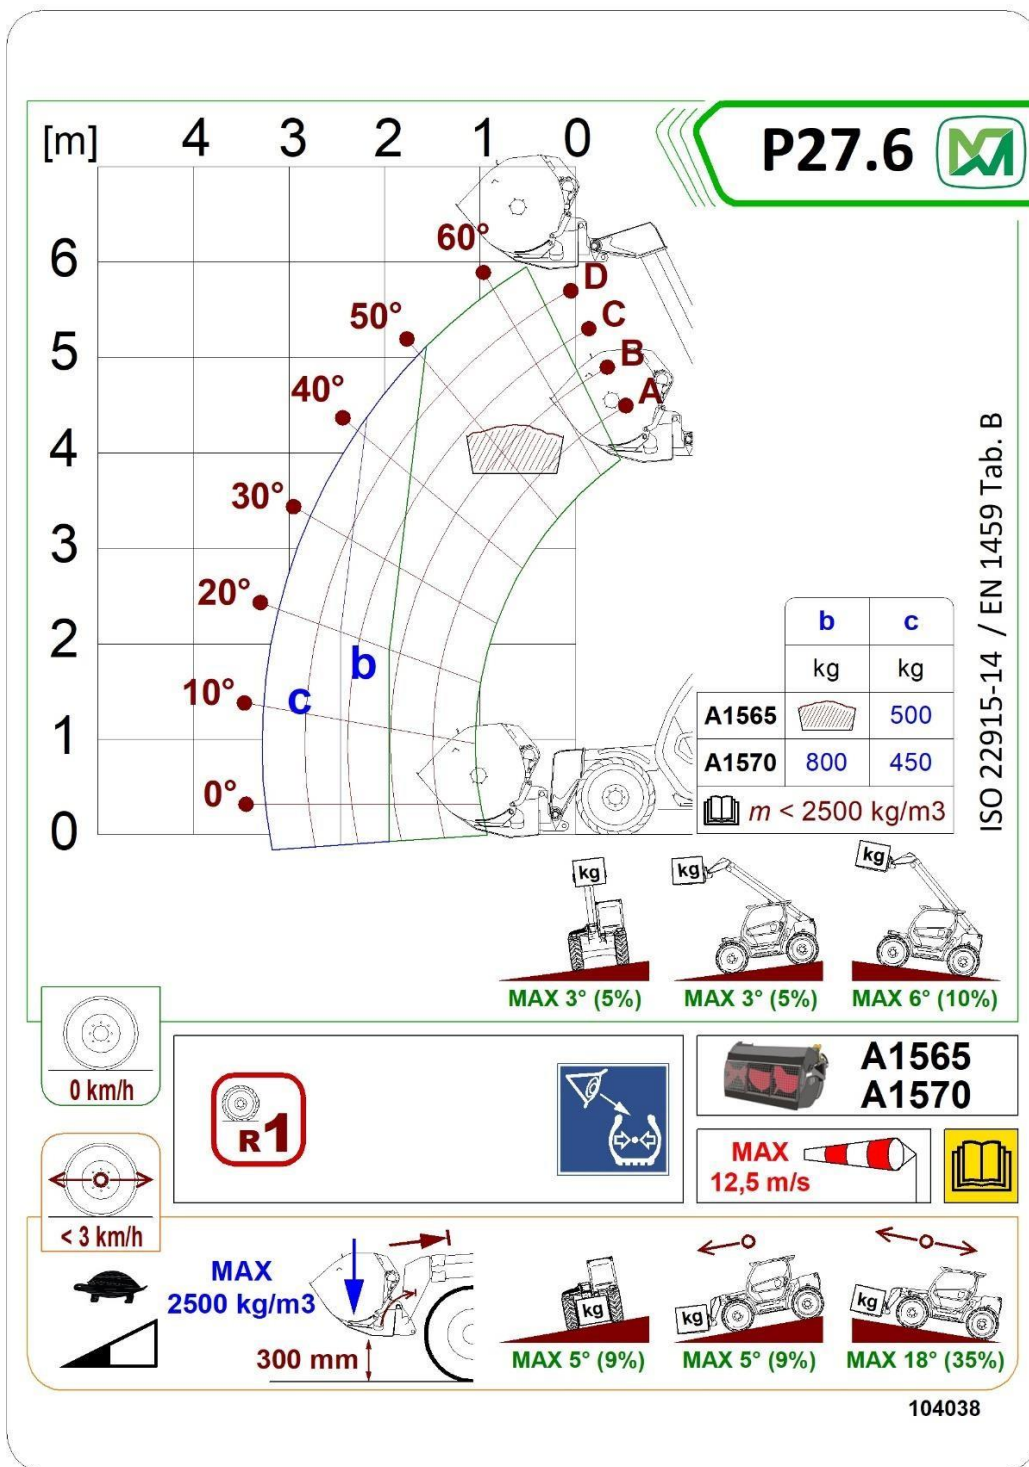 P27.6
[m] 4 3 2 1 0
6
5
4
3
2
1
0
60°
50°
40°
30°
20°
10°
0°
D
C
B
A
b
c
ISO 22915-14 / EN 1459 Tab. B
b c
kg kg
A1565 500
A1570 800 450
m < 2500 kg/m3
kg
kg
kg
MAX 3° (5%)
MAX 3° (5%)
MAX 6° (10%)
0 km/h
R1
A1565
A1570
MAX
12,5 m/s
< 3 km/h
MAX
2500 kg/m3
300 mm
kg
kg
kg
MAX 5° (9%)
MAX 5° (9%)
MAX 18° (35%)
104038